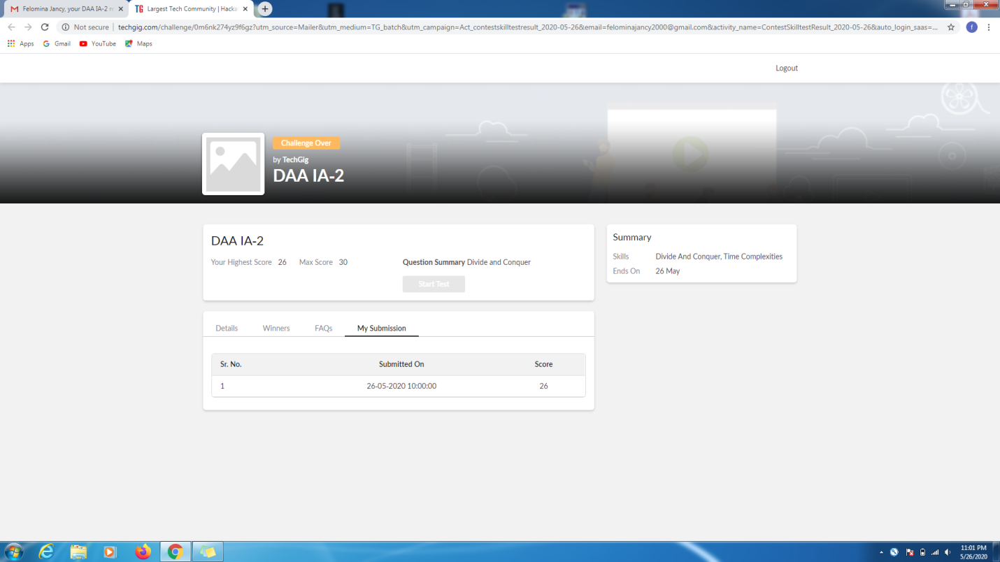 Felomina Jancy, your DAA IA-2 re
TG Largest Tech Community | Hacka
Not secure | techgig.com/challenge/0m6nk274yz9f6gz?utm_source=Mailer&utm_medium=TG_batch&utm_campaign=Act_contestskilltestresult_2020-05-26&email=felominajancy2000@gmail.com&activity_name=ContestSkilltestResult_2020-05-26&auto_login_saas=...
f
Apps Gmail YouTube Maps
Logout
Challenge Over
by TechGig
DAA IA-2
DAA IA-2
Your Highest Score 26 Max Score 30
Question Summary Divide and Conquer
Start Test
Summary
Skills Divide And Conquer, Time Complexities
Ends On 26 May
Details Winners FAQs My Submission
Sr. No. Submitted On Score
1 26-05-2020 10:00:00 26
11:01 PM
5/26/2020